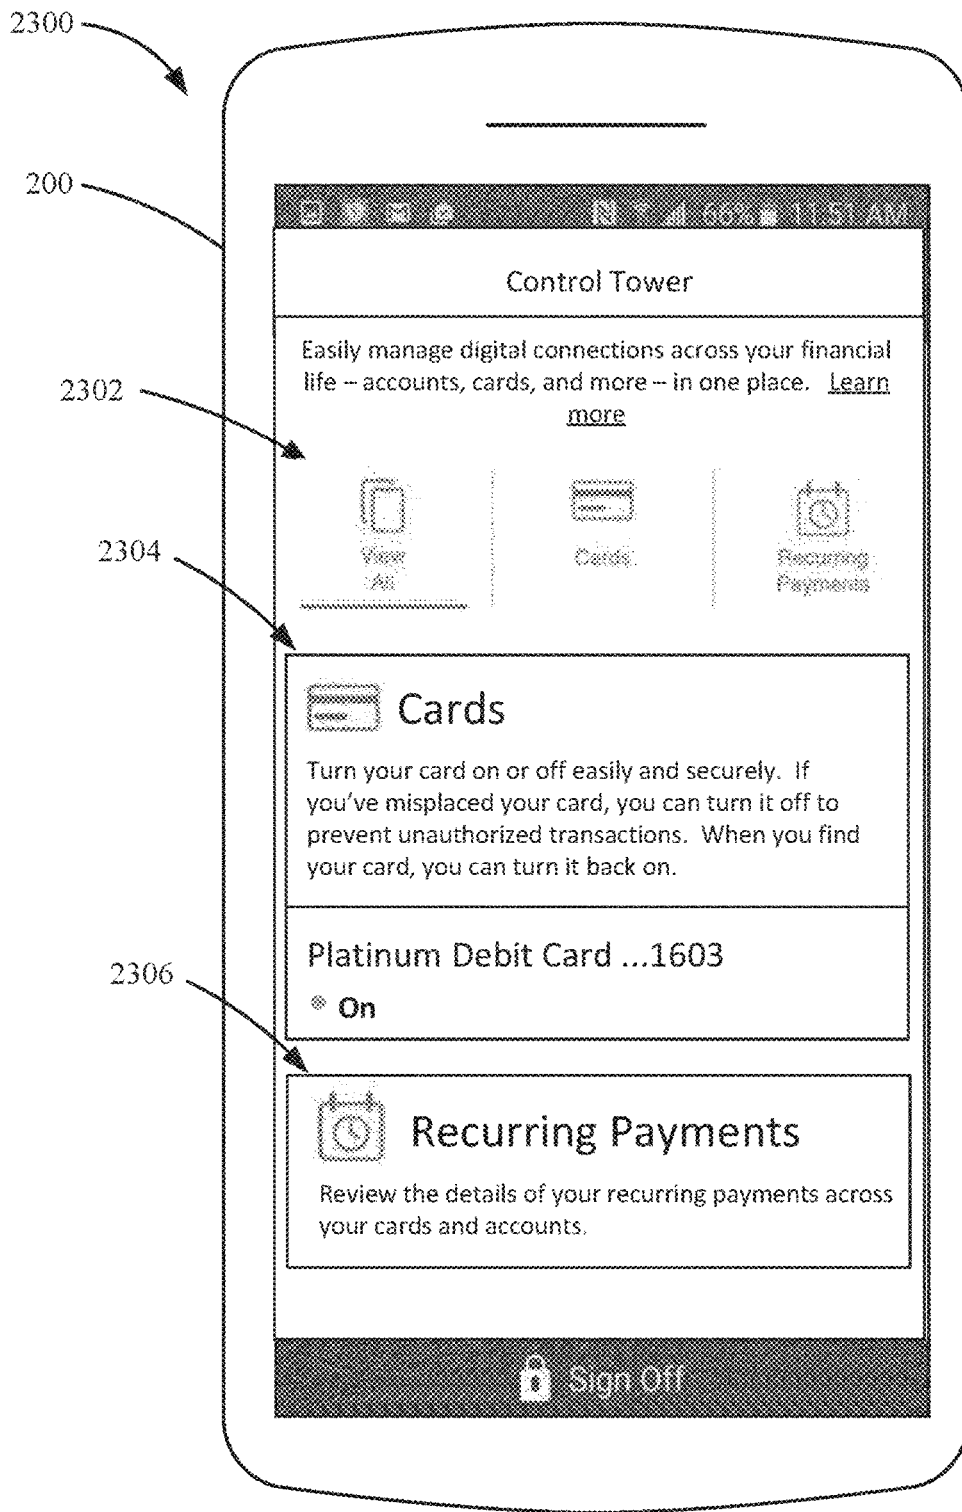 2300
200
66% 11:51 AM
Control Tower
Easily manage digital connections across your financial
life – accounts, cards, and more – in one place. Learn
more
2302
View
All
Cards
Recurring
Payments
2304
Cards
Turn your card on or off easily and securely. If
you've misplaced your card, you can turn it off to
prevent unauthorized transactions. When you find
your card, you can turn it back on.
Platinum Debit Card ...1603
On
2306
Recurring Payments
Review the details of your recurring payments across
your cards and accounts.
Sign Off